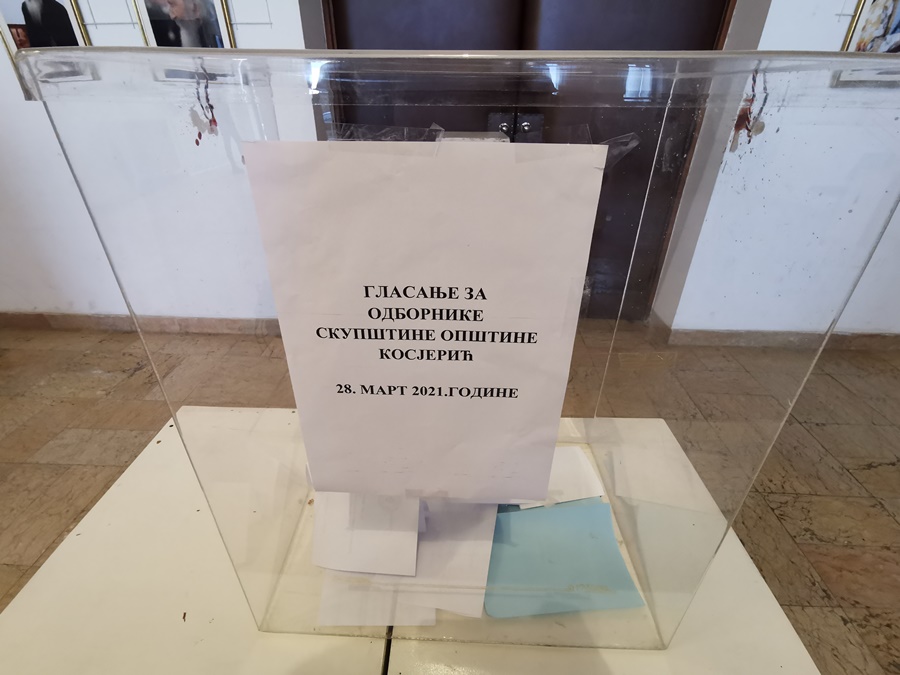 ГЛАСАЊЕ ЗА
ОДБОРНИКЕ
СКУПШТИНЕ ОПШТИНЕ
КОСЈЕРИЋ
28. МАРТ 2021.ГОДИНЕ